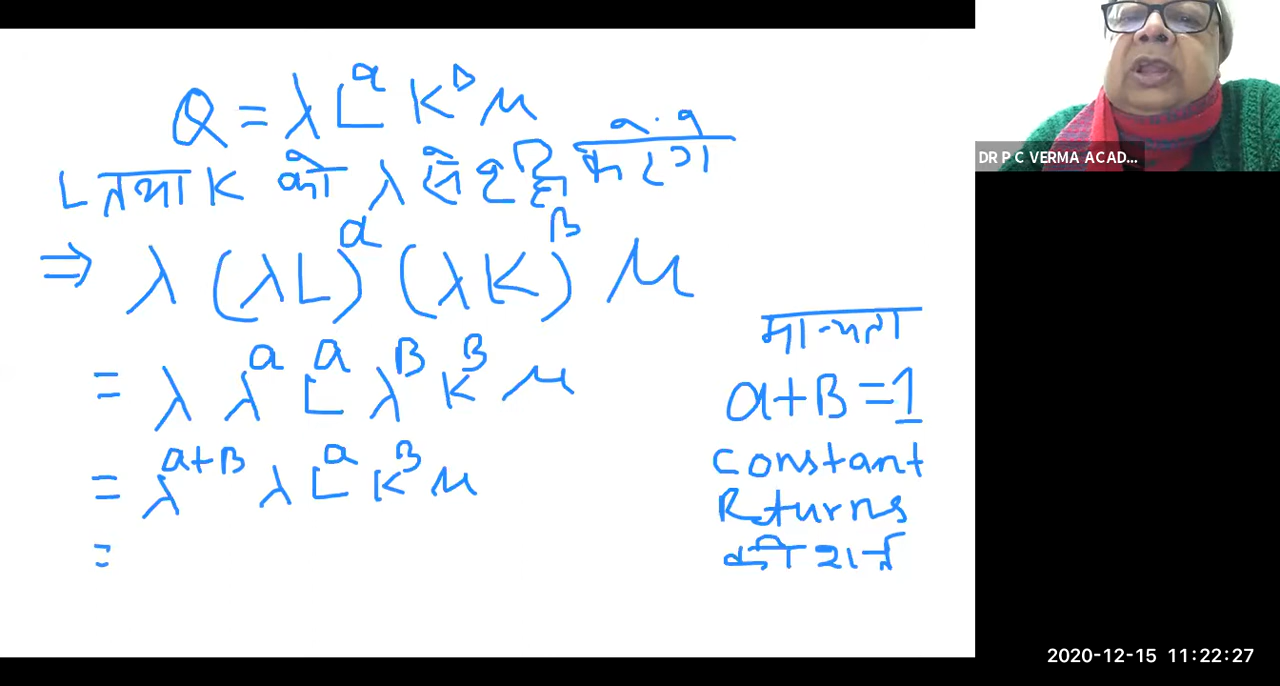 Q = λ L^a K^B μ
L तथा K को λ से वृद्धि करेंगे
⇒ λ (λL)^a (λK)^B μ
= λ λ^a L^a λ^B K^B μ
= λ^a+B λ L^a K^B μ
=
मान्यता
a+B = 1
Constant
Returns
की शर्त
DR P C VERMA ACAD...
2020-12-15 11:22:27